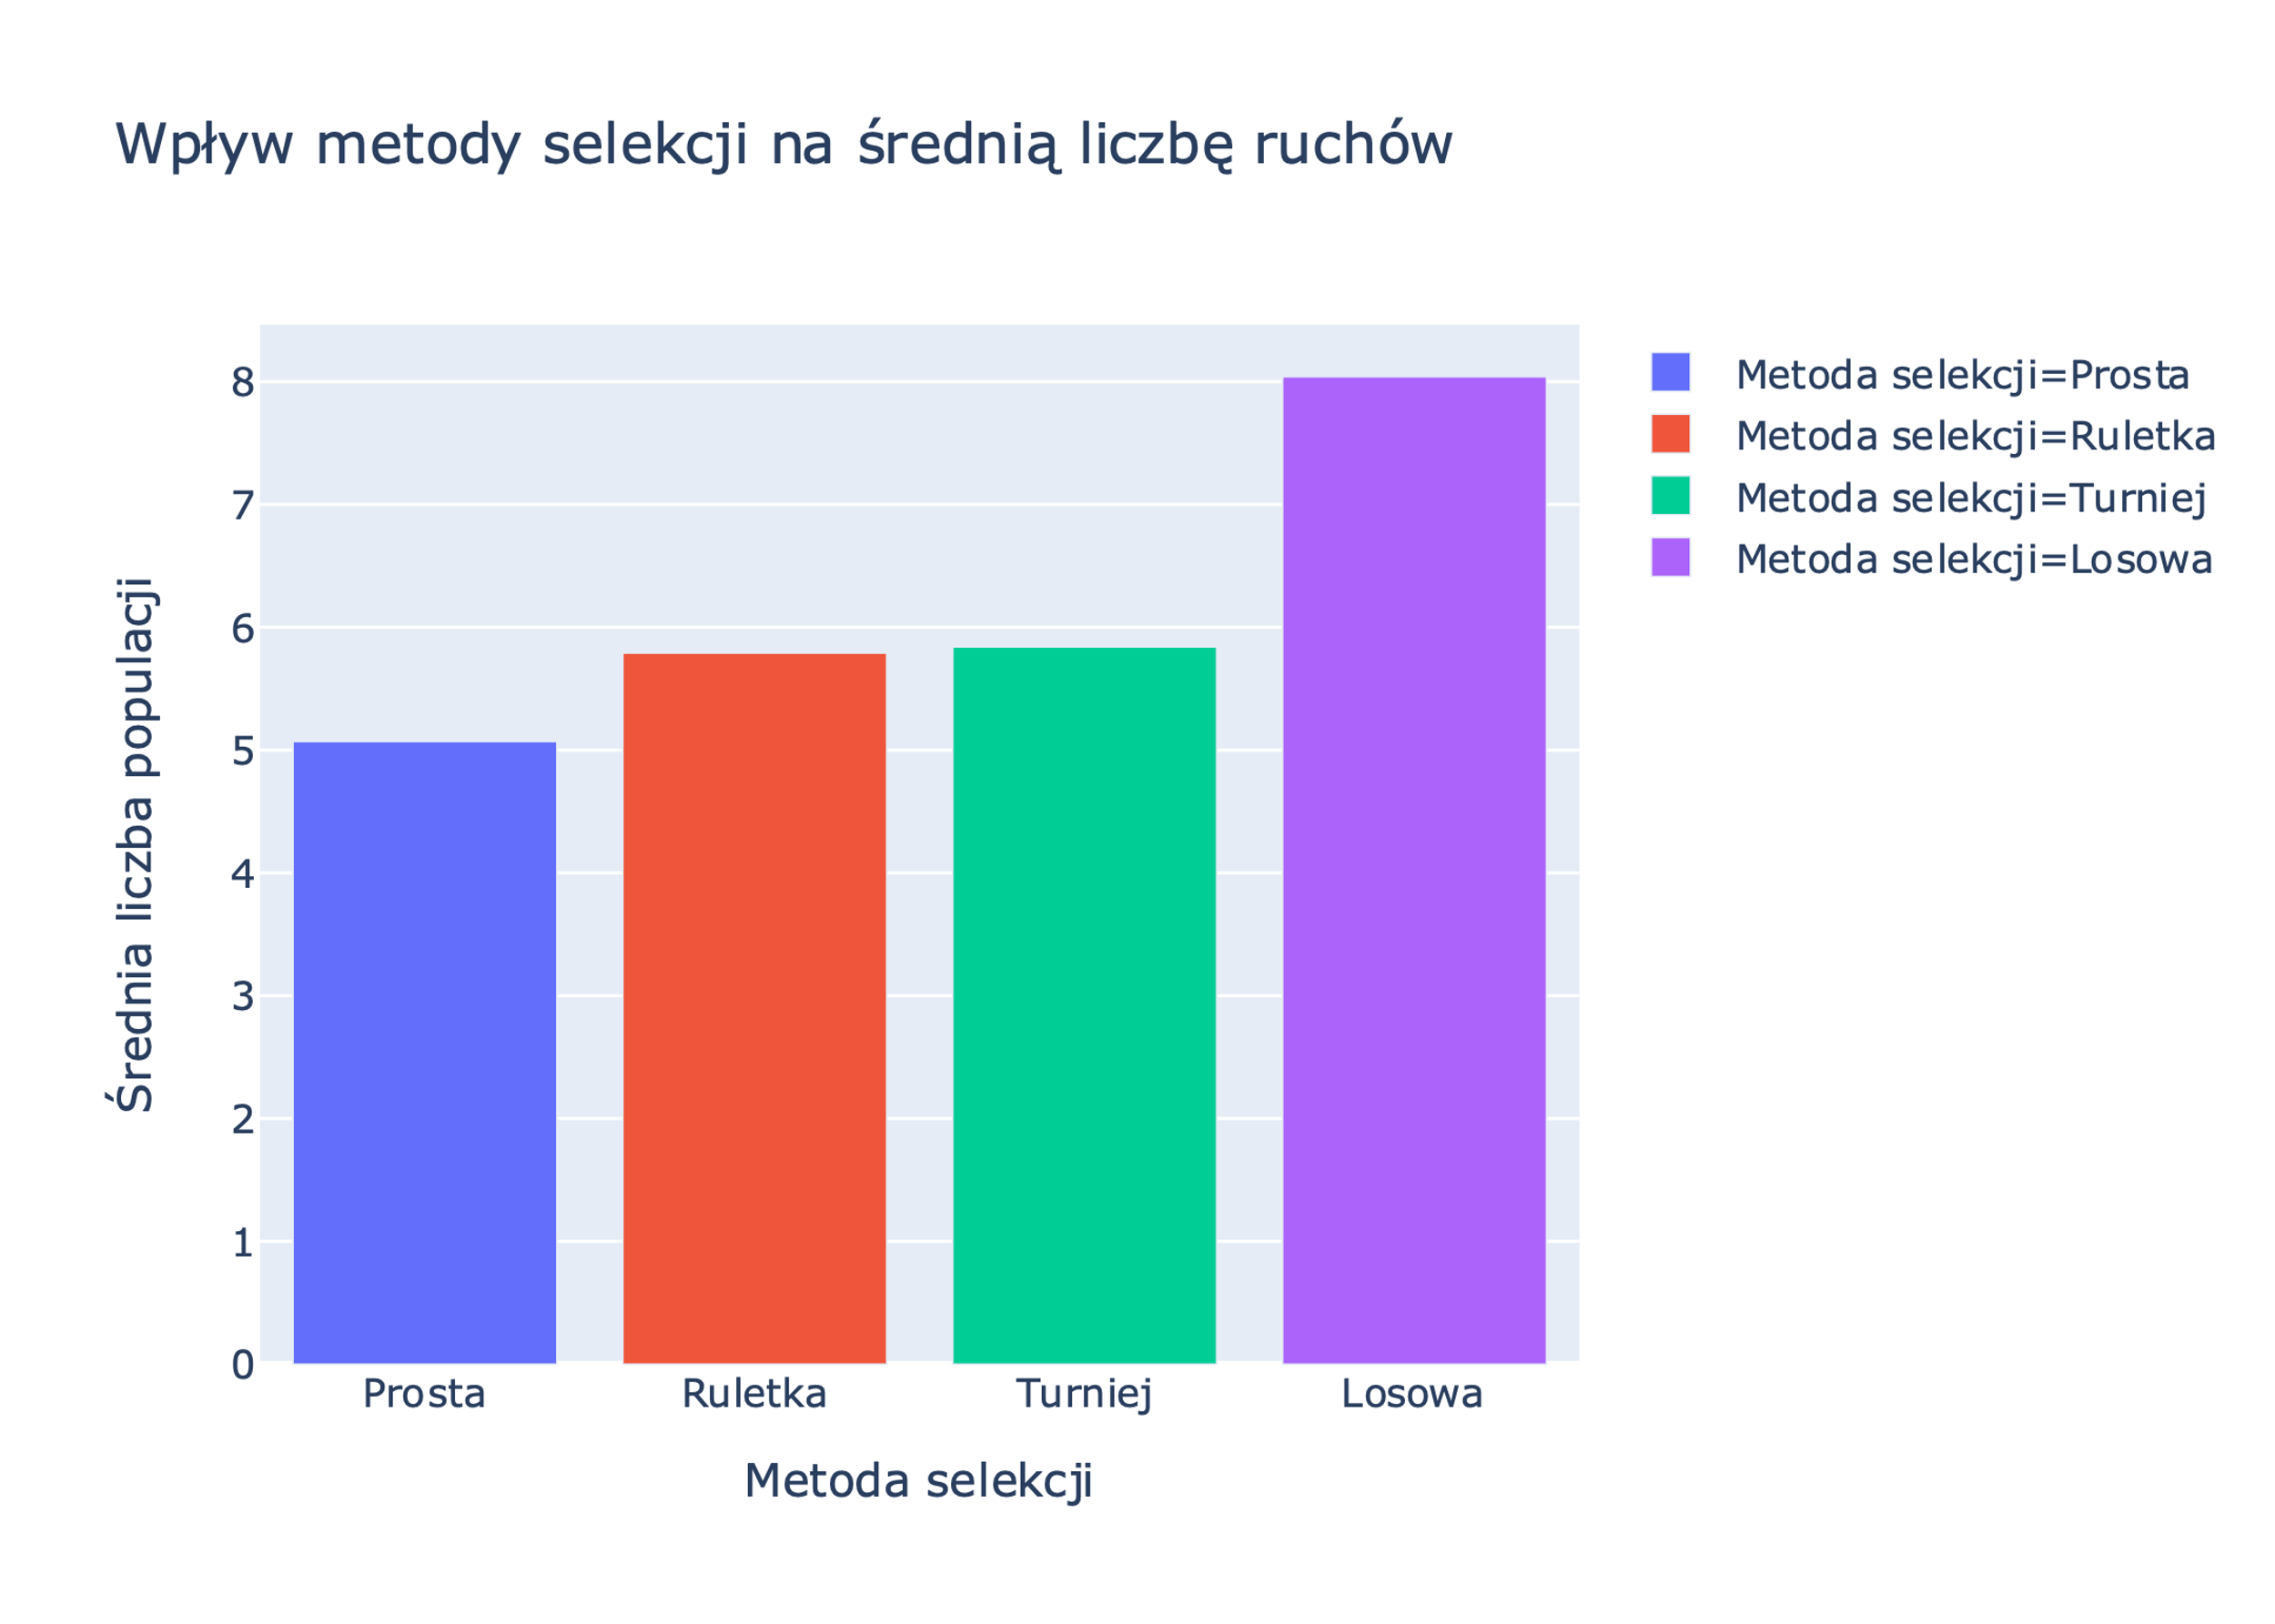 Wpływ metody selekcji na średnią liczbę ruchów
Średnia liczba populacji
8
7
6
5
4
3
2
1
0
Prosta
Ruletka
Turniej
Losowa
Metoda selekcji
Metoda selekcji=Prosta
Metoda selekcji=Ruletka
Metoda selekcji=Turniej
Metoda selekcji=Losowa